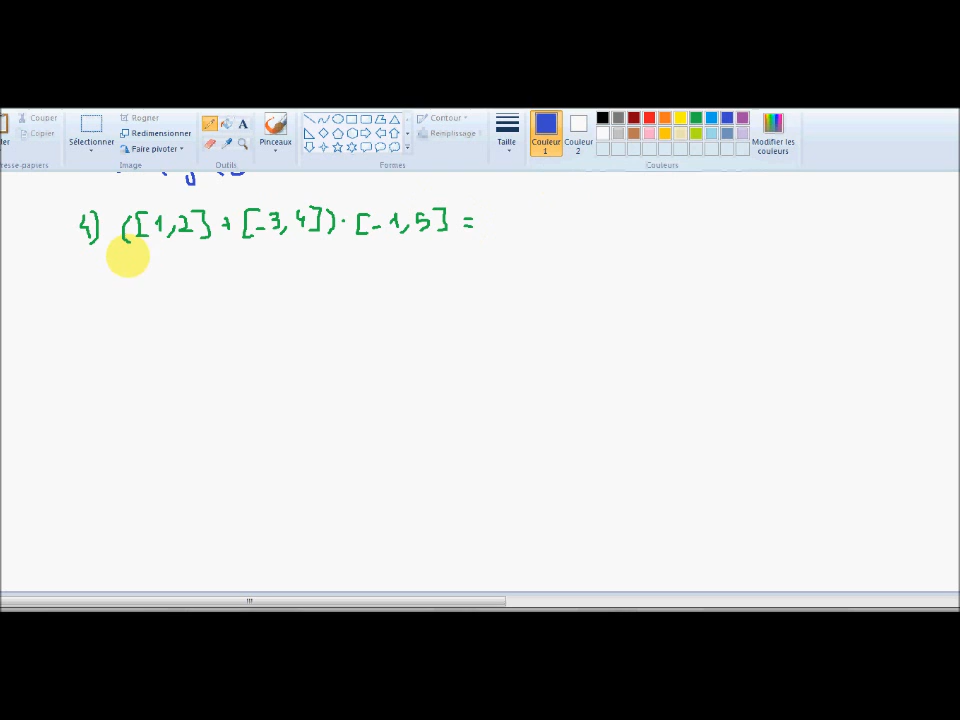 Couper
Copier
Rogner
Redimensionner
Faire pivoter
Sélectionner
Pinceaux
Contour
Remplissage
Taille
Couleur 1
Couleur 2
Modifier les couleurs
Image
Outils
Formes
Couleurs
4) ([1,2] + [-3,4]) · [-1,5] =